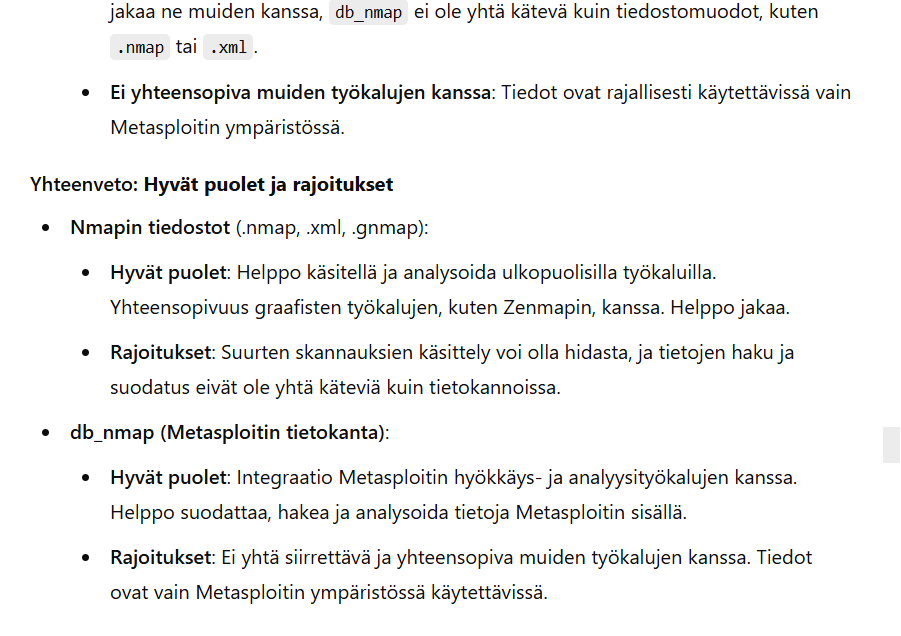 jakaa ne muiden kanssa, db_nmap ei ole yhtä kätevä kuin tiedostomuodot, kuten
.nmap tai .xml.
• Ei yhteensopiva muiden työkalujen kanssa: Tiedot ovat rajallisesti käytettävissä vain
Metasploitin ympäristössä.
Yhteenveto: Hyvät puolet ja rajoitukset
• Nmapin tiedostot (.nmap, .xml, .gnmap):
• Hyvät puolet: Helppo käsitellä ja analysoida ulkopuolisilla työkaluilla.
Yhteensopivuus graafisten työkalujen, kuten Zenmapin, kanssa. Helppo jakaa.
• Rajoitukset: Suurten skannauksien käsittely voi olla hidasta, ja tietojen haku ja
suodatus eivät ole yhtä käteviä kuin tietokannoissa.
• db_nmap (Metasploitin tietokanta):
• Hyvät puolet: Integraatio Metasploitin hyökkäys- ja analyysityökalujen kanssa.
Helppo suodattaa, hakea ja analysoida tietoja Metasploitin sisällä.
• Rajoitukset: Ei yhtä siirrettävä ja yhteensopiva muiden työkalujen kanssa. Tiedot
ovat vain Metasploitin ympäristössä käytettävissä.